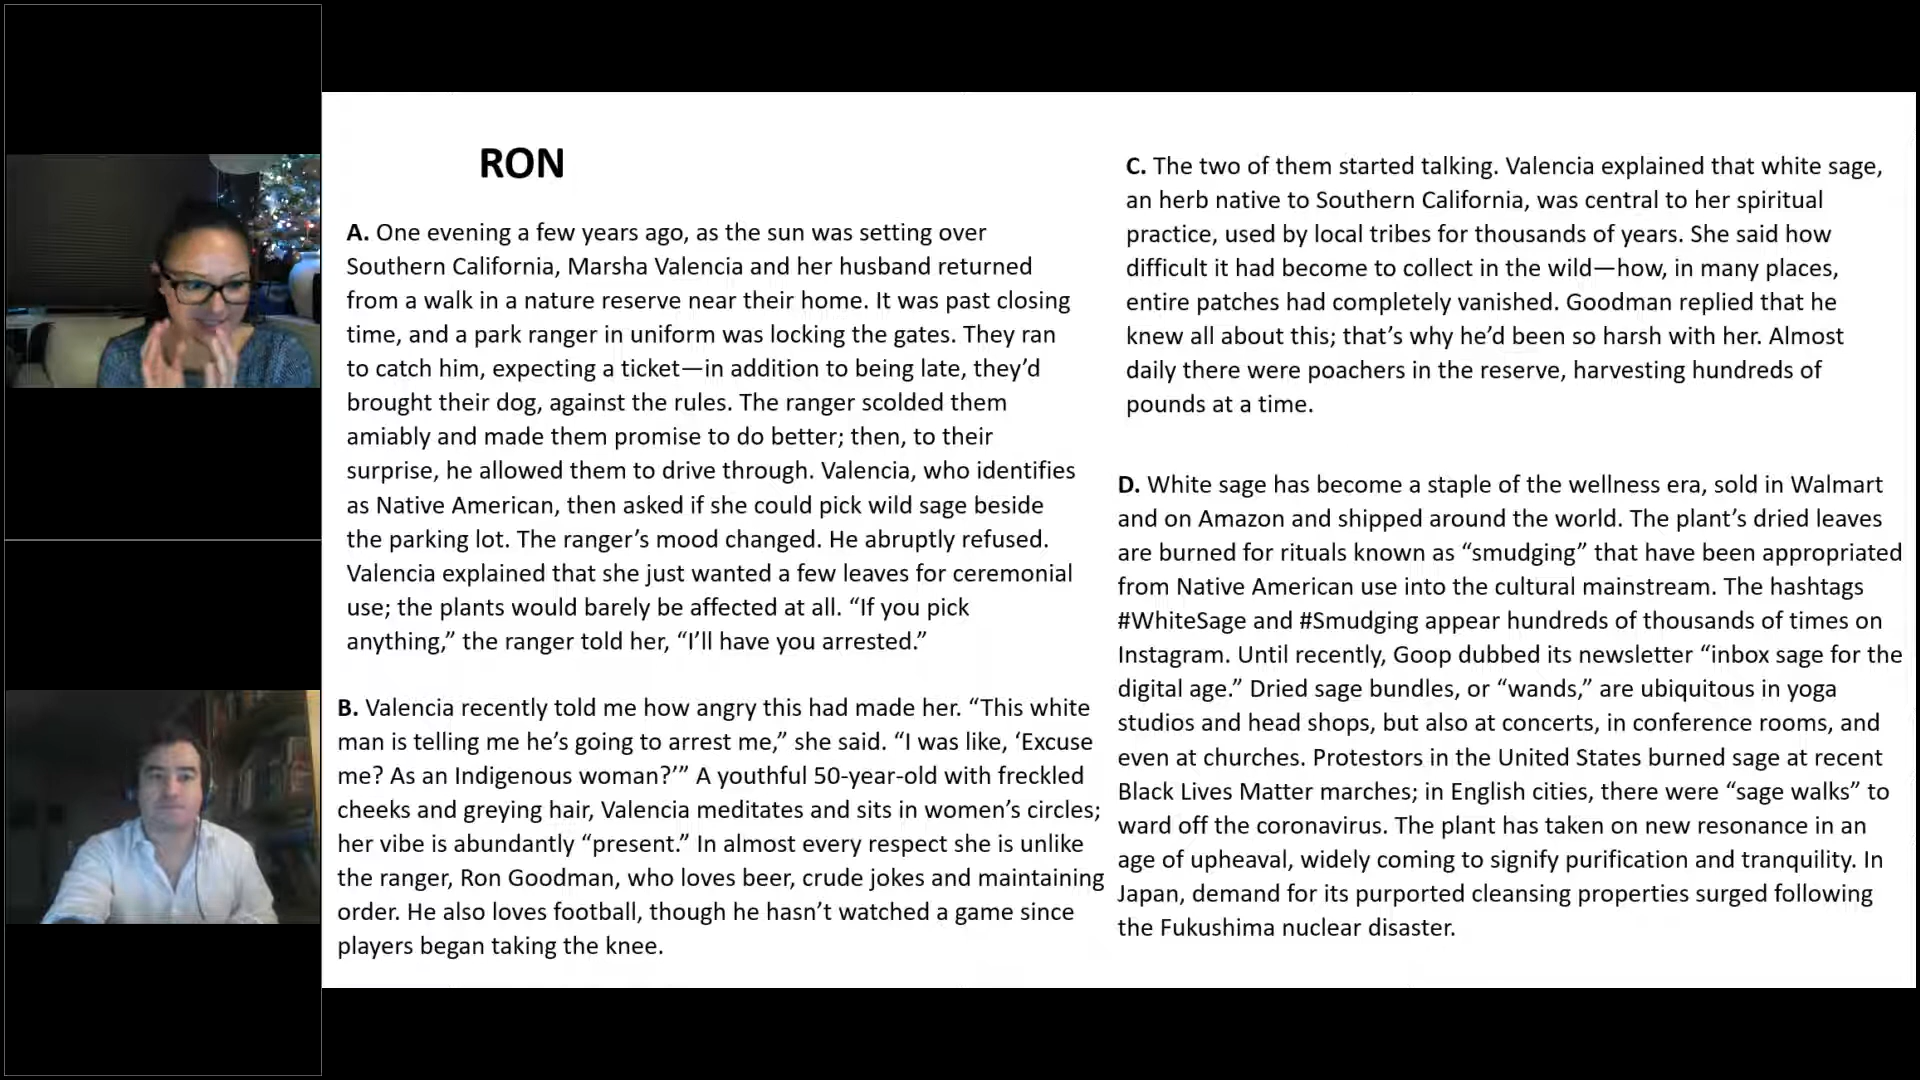 RON
A. One evening a few years ago, as the sun was setting over
Southern California, Marsha Valencia and her husband returned
from a walk in a nature reserve near their home. It was past closing
time, and a park ranger in uniform was locking the gates. They ran
to catch him, expecting a ticket—in addition to being late, they’d
brought their dog, against the rules. The ranger scolded them
amiably and made them promise to do better; then, to their
surprise, he allowed them to drive through. Valencia, who identifies
as Native American, then asked if she could pick wild sage beside
the parking lot. The ranger’s mood changed. He abruptly refused.
Valencia explained that she just wanted a few leaves for ceremonial
use; the plants would barely be affected at all. “If you pick
anything,” the ranger told her, “I’ll have you arrested.”
B. Valencia recently told me how angry this had made her. “This white
man is telling me he’s going to arrest me,” she said. “I was like, ‘Excuse
me? As an Indigenous woman?’” A youthful 50-year-old with freckled
cheeks and greying hair, Valencia meditates and sits in women’s circles;
her vibe is abundantly “present.” In almost every respect she is unlike
the ranger, Ron Goodman, who loves beer, crude jokes and maintaining
order. He also loves football, though he hasn’t watched a game since
players began taking the knee.
C. The two of them started talking. Valencia explained that white sage,
an herb native to Southern California, was central to her spiritual
practice, used by local tribes for thousands of years. She said how
difficult it had become to collect in the wild—how, in many places,
entire patches had completely vanished. Goodman replied that he
knew all about this; that’s why he’d been so harsh with her. Almost
daily there were poachers in the reserve, harvesting hundreds of
pounds at a time.
D. White sage has become a staple of the wellness era, sold in Walmart
and on Amazon and shipped around the world. The plant’s dried leaves
are burned for rituals known as “smudging” that have been appropriated
from Native American use into the cultural mainstream. The hashtags
#WhiteSage and #Smudging appear hundreds of thousands of times on
Instagram. Until recently, Goop dubbed its newsletter “inbox sage for the
digital age.” Dried sage bundles, or “wands,” are ubiquitous in yoga
studios and head shops, but also at concerts, in conference rooms, and
even at churches. Protestors in the United States burned sage at recent
Black Lives Matter marches; in English cities, there were “sage walks” to
ward off the coronavirus. The plant has taken on new resonance in an
age of upheaval, widely coming to signify purification and tranquility. In
Japan, demand for its purported cleansing properties surged following
the Fukushima nuclear disaster.